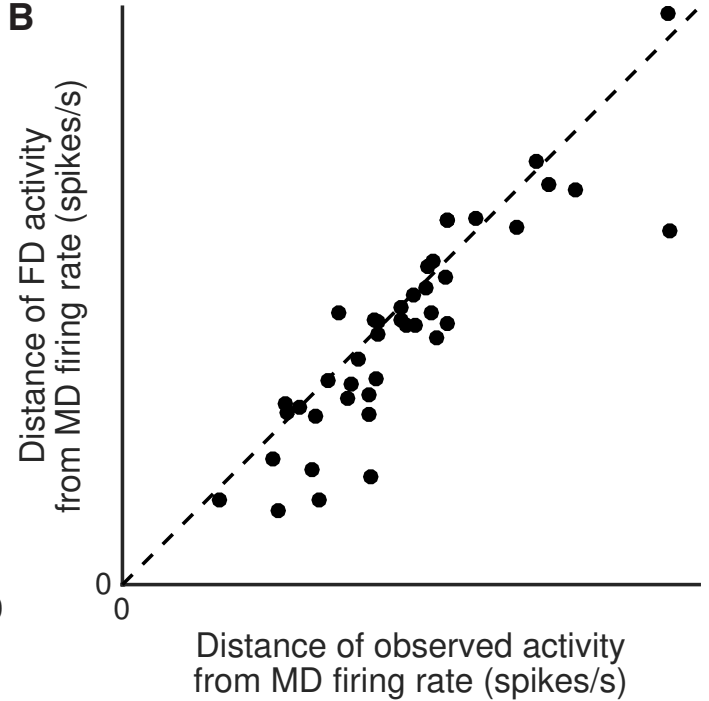 B
Distance of FD activity
from MD firing rate (spikes/s)
0
0
Distance of observed activity
from MD firing rate (spikes/s)